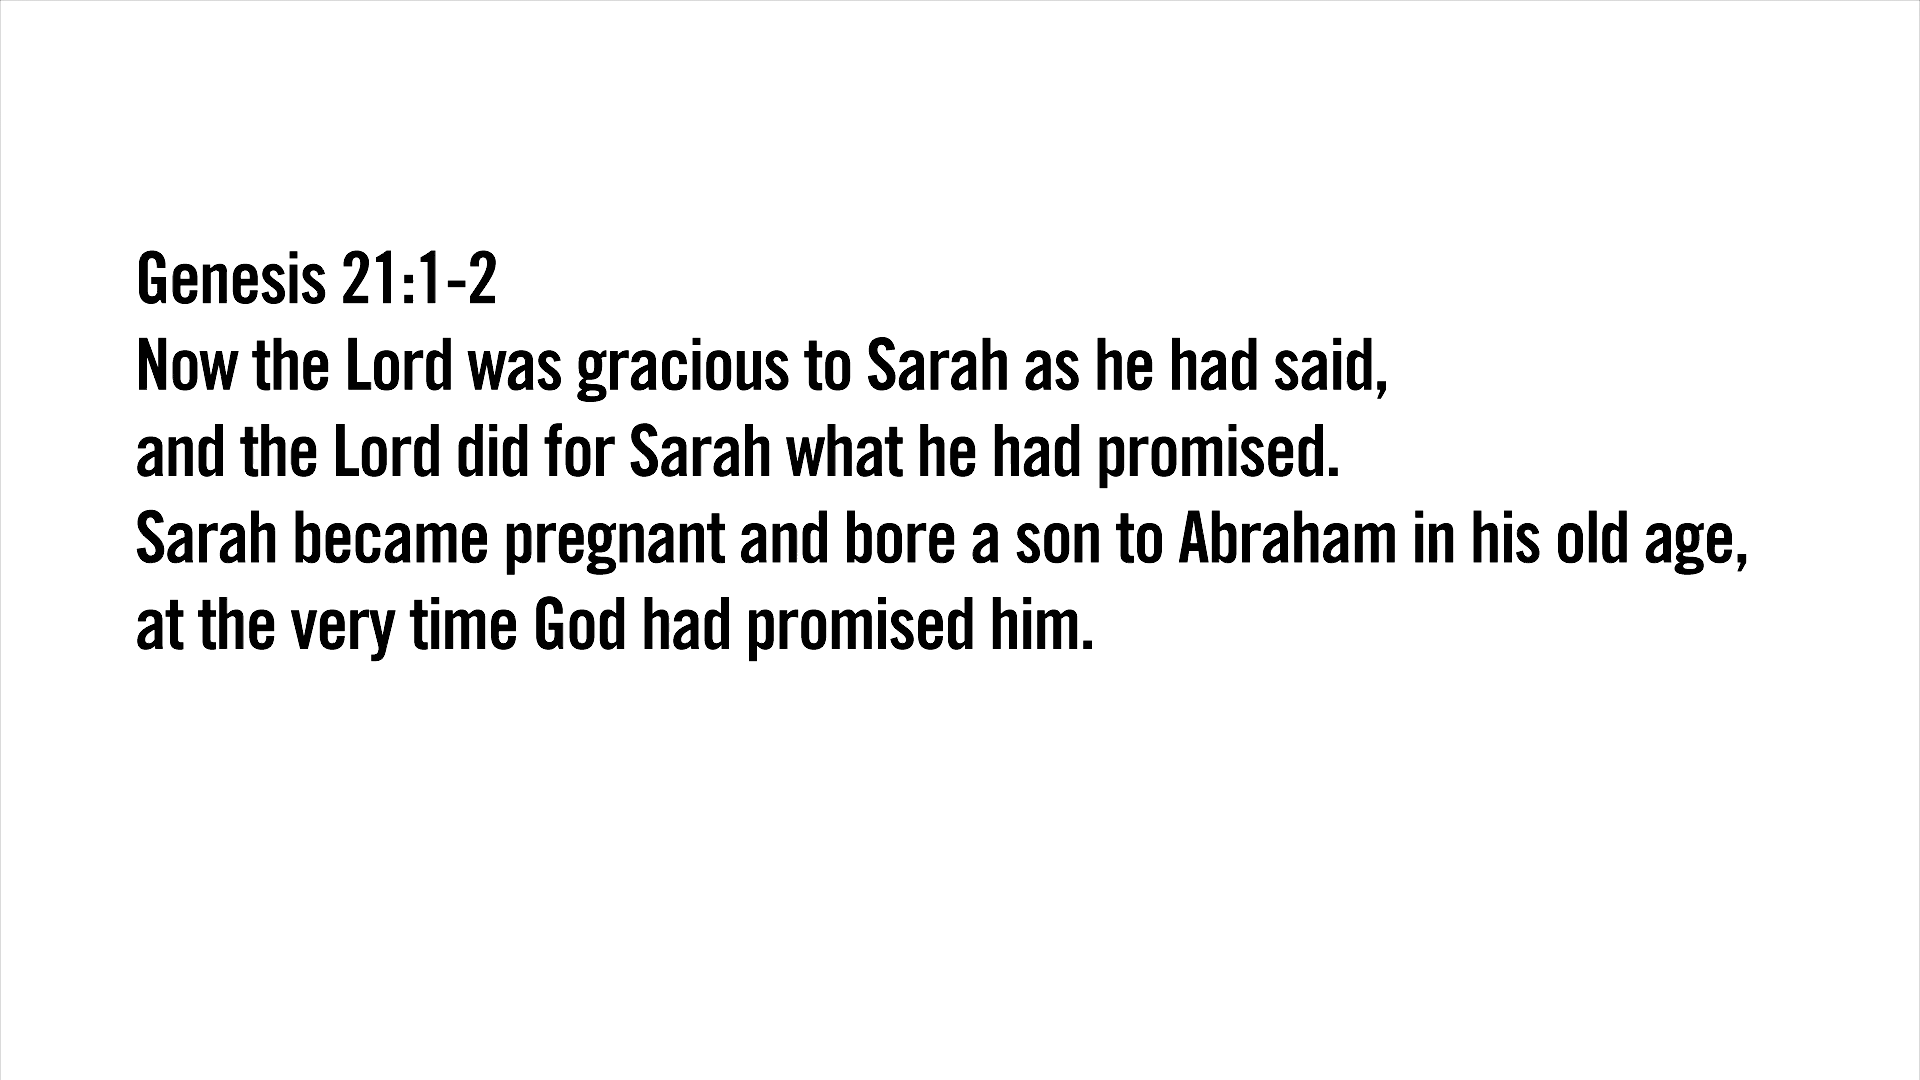 Genesis 21:1-2
Now the Lord was gracious to Sarah as he had said,
and the Lord did for Sarah what he had promised.
Sarah became pregnant and bore a son to Abraham in his old age,
at the very time God had promised him.